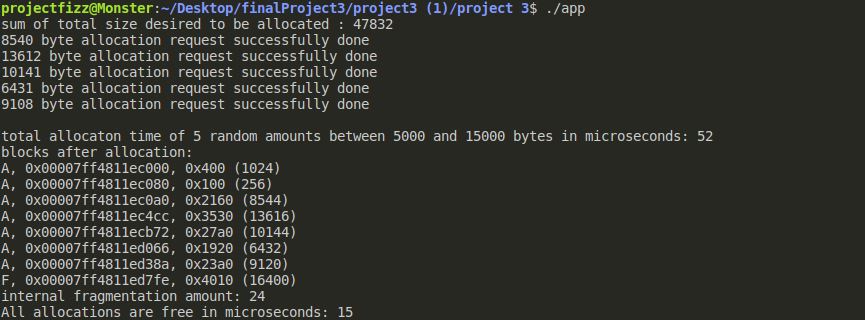 projectfizz@Monster:~/Desktop/finalProject3/project3 (1)/project 3$ ./app
sum of total size desired to be allocated : 47832
8540 byte allocation request successfully done
13612 byte allocation request successfully done
10141 byte allocation request successfully done
6431 byte allocation request successfully done
9108 byte allocation request successfully done
total allocaton time of 5 random amounts between 5000 and 15000 bytes in microseconds: 52
blocks after allocation:
A, 0x00007ff4811ec000, 0x400 (1024)
A, 0x00007ff4811ec080, 0x100 (256)
A, 0x00007ff4811ec0a0, 0x2160 (8544)
A, 0x00007ff4811ec4cc, 0x3530 (13616)
A, 0x00007ff4811ecb72, 0x27a0 (10144)
A, 0x00007ff4811ed066, 0x1920 (6432)
A, 0x00007ff4811ed38a, 0x23a0 (9120)
F, 0x00007ff4811ed7fe, 0x4010 (16400)
internal fragmentation amount: 24
All allocations are free in microseconds: 15